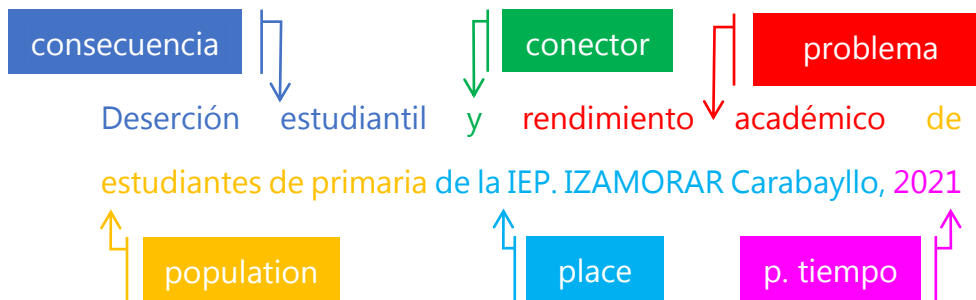 consecuencia
conector
problema
Deserción estudiantil y rendimiento académico de
estudiantes de primaria de la IEP. IZAMORAR Carabayllo, 2021
population
place
p. tiempo